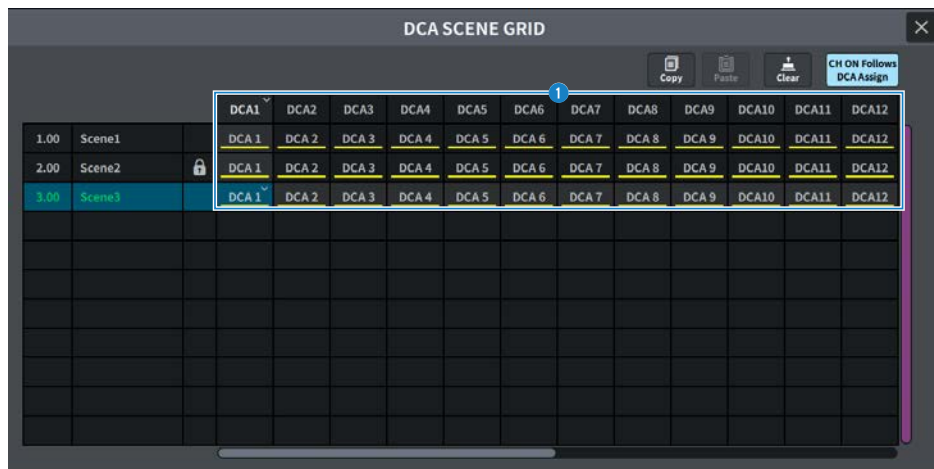 DCA SCENE GRID
Copy Paste Clear CH ON Follows
DCA Assign
1
DCA1 DCA2 DCA3 DCA4 DCA5 DCA6 DCA7 DCA8 DCA9 DCA10 DCA11 DCA12
1.00 Scene1 DCA 1 DCA 2 DCA 3 DCA 4 DCA 5 DCA 6 DCA 7 DCA 8 DCA 9 DCA10 DCA11 DCA12
2.00 Scene2 DCA 1 DCA 2 DCA 3 DCA 4 DCA 5 DCA 6 DCA 7 DCA 8 DCA 9 DCA10 DCA11 DCA12
3.00 Scene3 DCA 1 DCA 2 DCA 3 DCA 4 DCA 5 DCA 6 DCA 7 DCA 8 DCA 9 DCA10 DCA11 DCA12